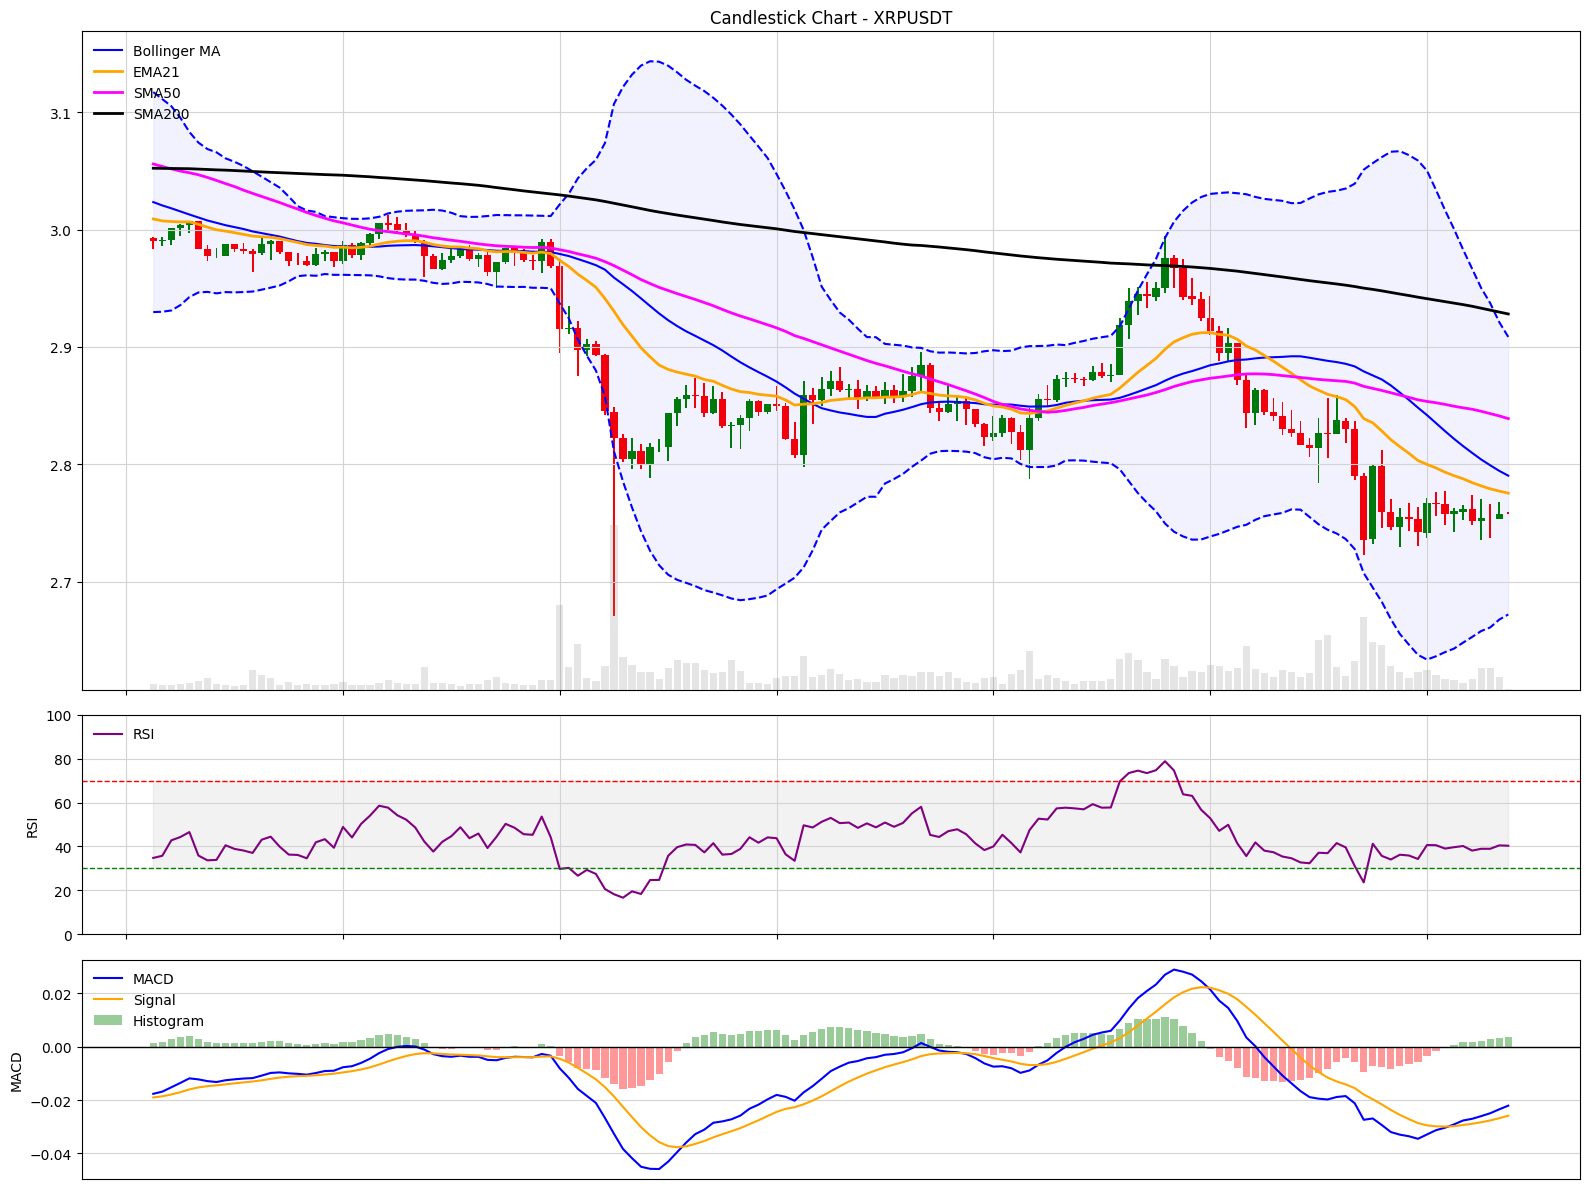 Candlestick Chart - XRPUSDT
Bollinger MA
EMA21
SMA50
SMA200
3.1
3.0
2.9
2.8
2.7
100
80
60
40
20
0
RSI
RSI
MACD
Signal
Histogram
0.02
0.00
−0.02
−0.04
MACD